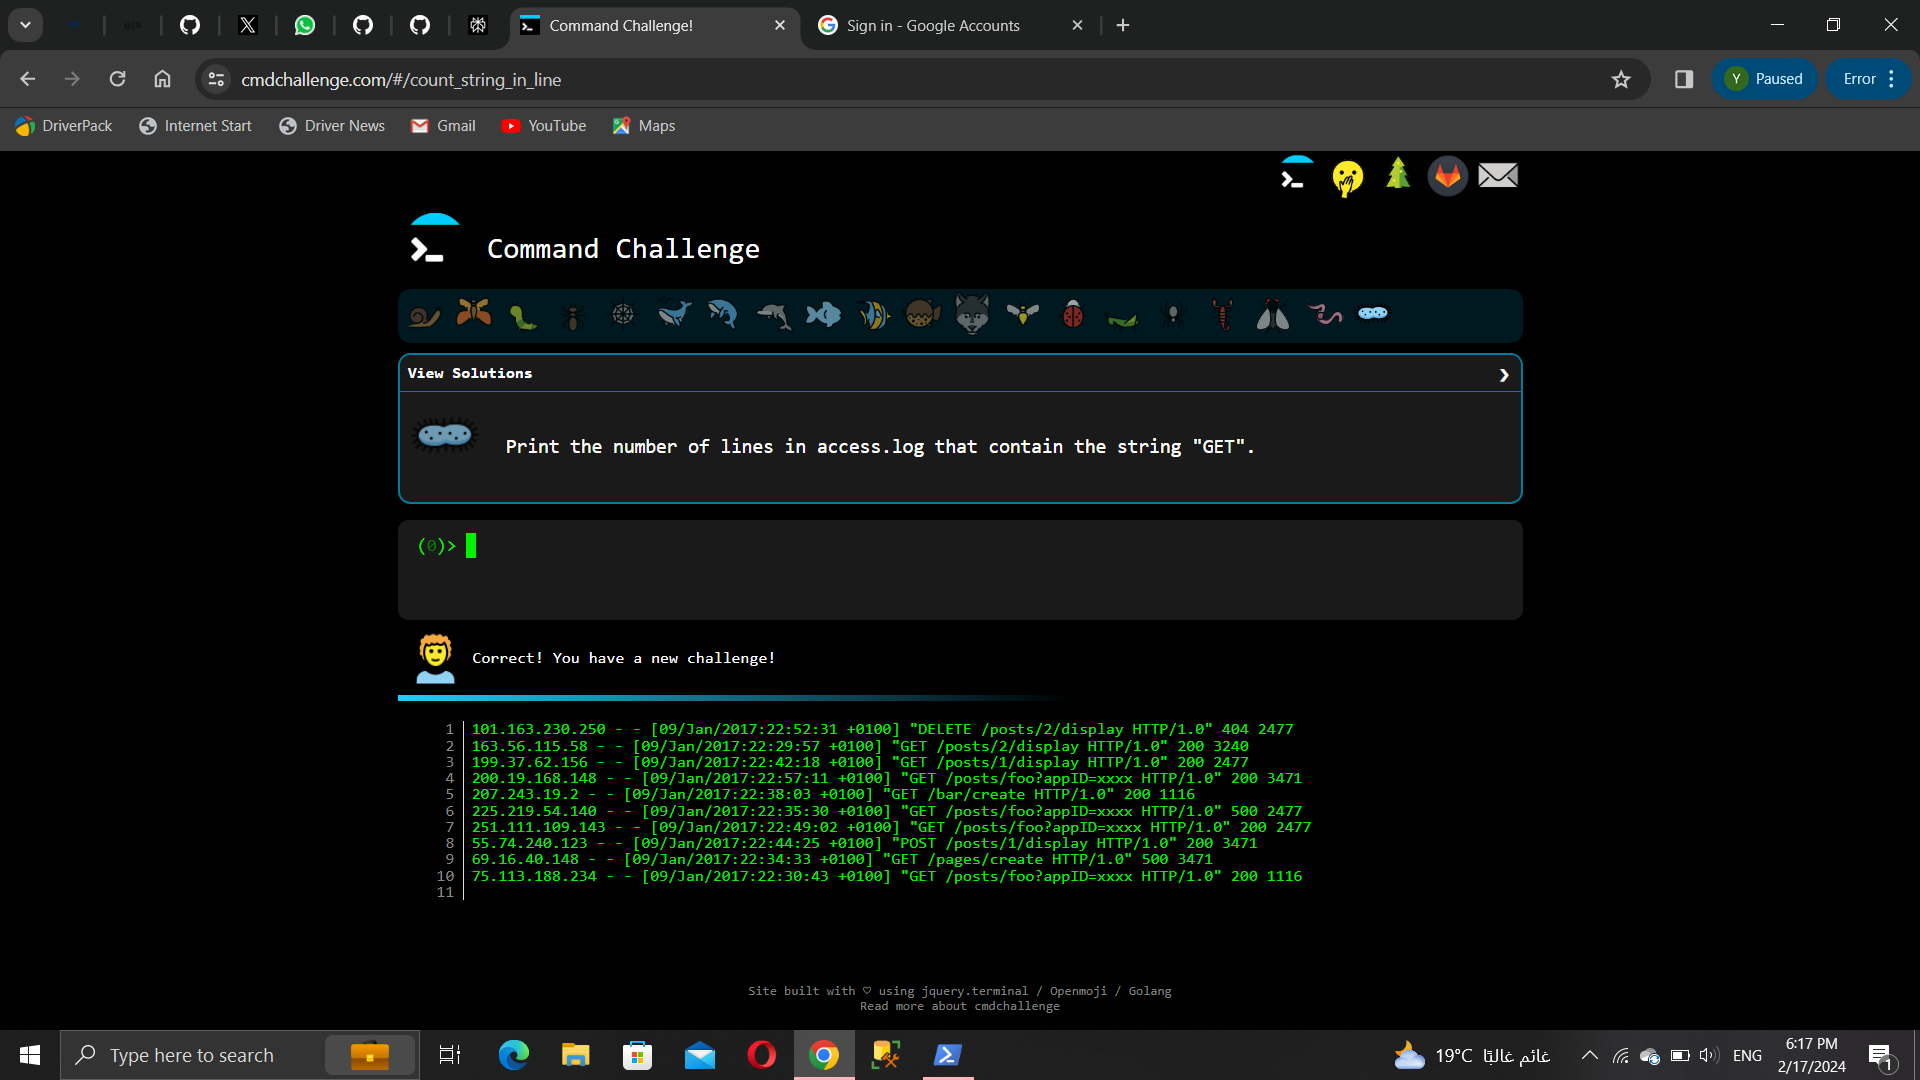 Command Challenge!
Sign in - Google Accounts
cmdchallenge.com/#/count_string_in_line
Y Paused
Error
DriverPack
Internet Start
Driver News
Gmail
YouTube
Maps
Command Challenge
View Solutions
Print the number of lines in access.log that contain the string "GET".
(0)>
Correct! You have a new challenge!
1 101.163.230.250 - - [09/Jan/2017:22:52:31 +0100] "DELETE /posts/2/display HTTP/1.0" 404 2477
2 163.56.115.58 - - [09/Jan/2017:22:29:57 +0100] "GET /posts/2/display HTTP/1.0" 200 3240
3 199.37.62.156 - - [09/Jan/2017:22:42:18 +0100] "GET /posts/1/display HTTP/1.0" 200 2477
4 200.19.168.148 - - [09/Jan/2017:22:57:11 +0100] "GET /posts/foo?appID=xxxx HTTP/1.0" 200 3471
5 207.243.19.2 - - [09/Jan/2017:22:38:03 +0100] "GET /bar/create HTTP/1.0" 200 1116
6 225.219.54.140 - - [09/Jan/2017:22:35:30 +0100] "GET /posts/foo?appID=xxxx HTTP/1.0" 500 2477
7 251.111.109.143 - - [09/Jan/2017:22:49:02 +0100] "GET /posts/foo?appID=xxxx HTTP/1.0" 200 2477
8 55.74.240.123 - - [09/Jan/2017:22:44:25 +0100] "POST /posts/1/display HTTP/1.0" 200 3471
9 69.16.40.148 - - [09/Jan/2017:22:34:33 +0100] "GET /pages/create HTTP/1.0" 500 3471
10 75.113.188.234 - - [09/Jan/2017:22:30:43 +0100] "GET /posts/foo?appID=xxxx HTTP/1.0" 200 1116
11
Site built with ♡ using jquery.terminal / Openmoji / Golang
Read more about cmdchallenge
Type here to search
19°C غائم غالبًا
ENG
6:17 PM
2/17/2024
1